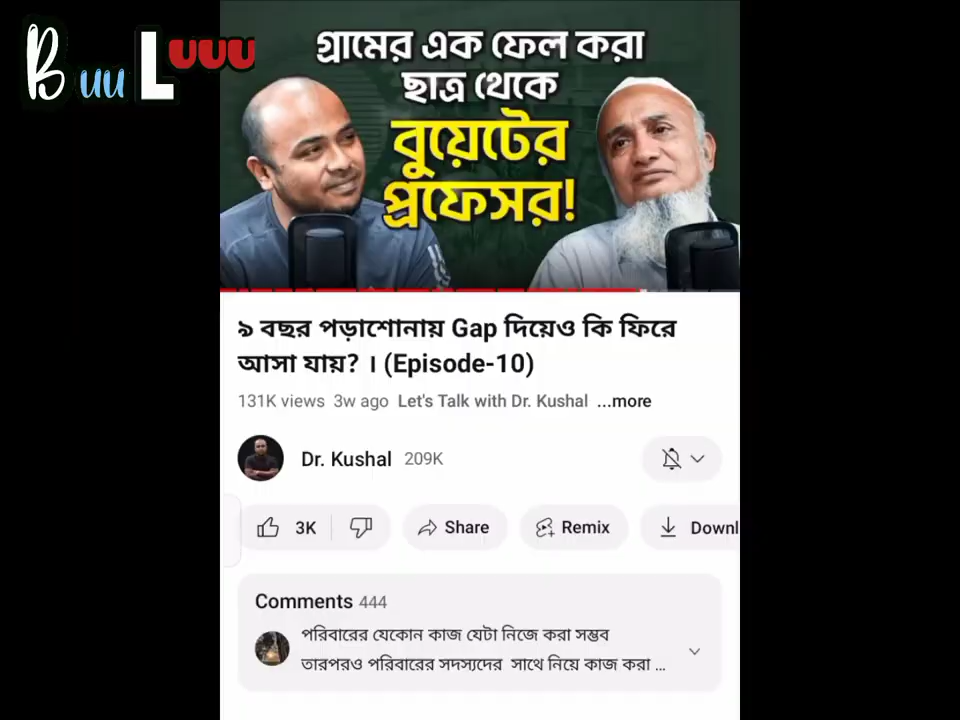 Buu Luuu
গ্রামের এক ফেল করা
ছাত্র থেকে
বুয়েটের
প্রফেসর!
৯ বছর পড়াশোনায় Gap দিয়েও কি ফিরে
আসা যায়? । (Episode-10)
131K views 3w ago Let's Talk with Dr. Kushal ...more
Dr. Kushal 209K
3K Share Remix Downl
Comments 444
পরিবারের যেকোন কাজ যেটা নিজে করা সম্ভব
তারপরও পরিবারের সদস্যদের সাথে নিয়ে কাজ করা ...